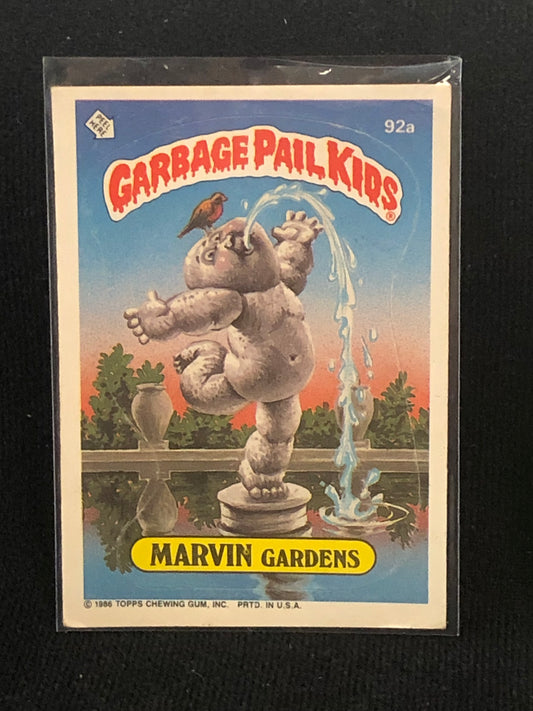 PEEL HERE
92a
GARBAGE PAIL KIDS®
MARVIN GARDENS
© 1986 TOPPS CHEWING GUM, INC. PRTD. IN U.S.A.